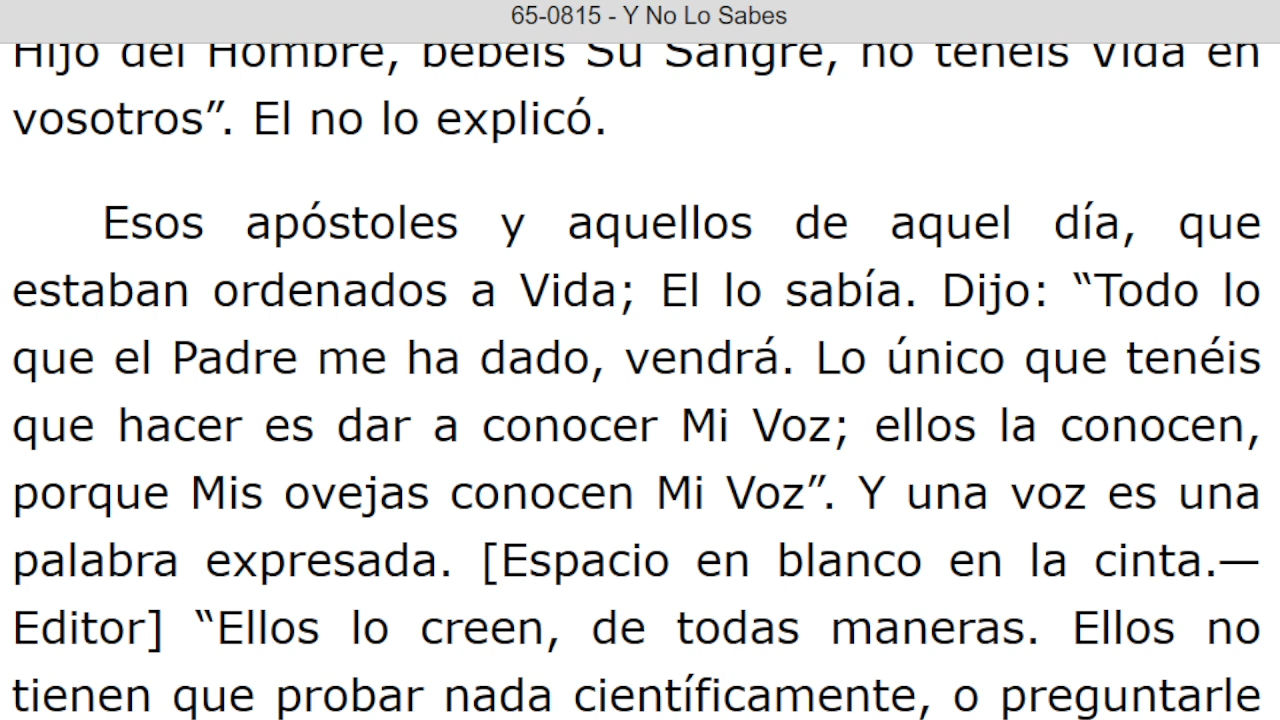 65-0815 - Y No Lo Sabes
Hijo del Hombre, bebéis Su Sangre, no tenéis Vida en
vosotros”. El no lo explicó.
Esos apóstoles y aquellos de aquel día, que
estaban ordenados a Vida; El lo sabía. Dijo: “Todo lo
que el Padre me ha dado, vendrá. Lo único que tenéis
que hacer es dar a conocer Mi Voz; ellos la conocen,
porque Mis ovejas conocen Mi Voz”. Y una voz es una
palabra expresada. [Espacio en blanco en la cinta.—
Editor] “Ellos lo creen, de todas maneras. Ellos no
tienen que probar nada científicamente, o preguntarle